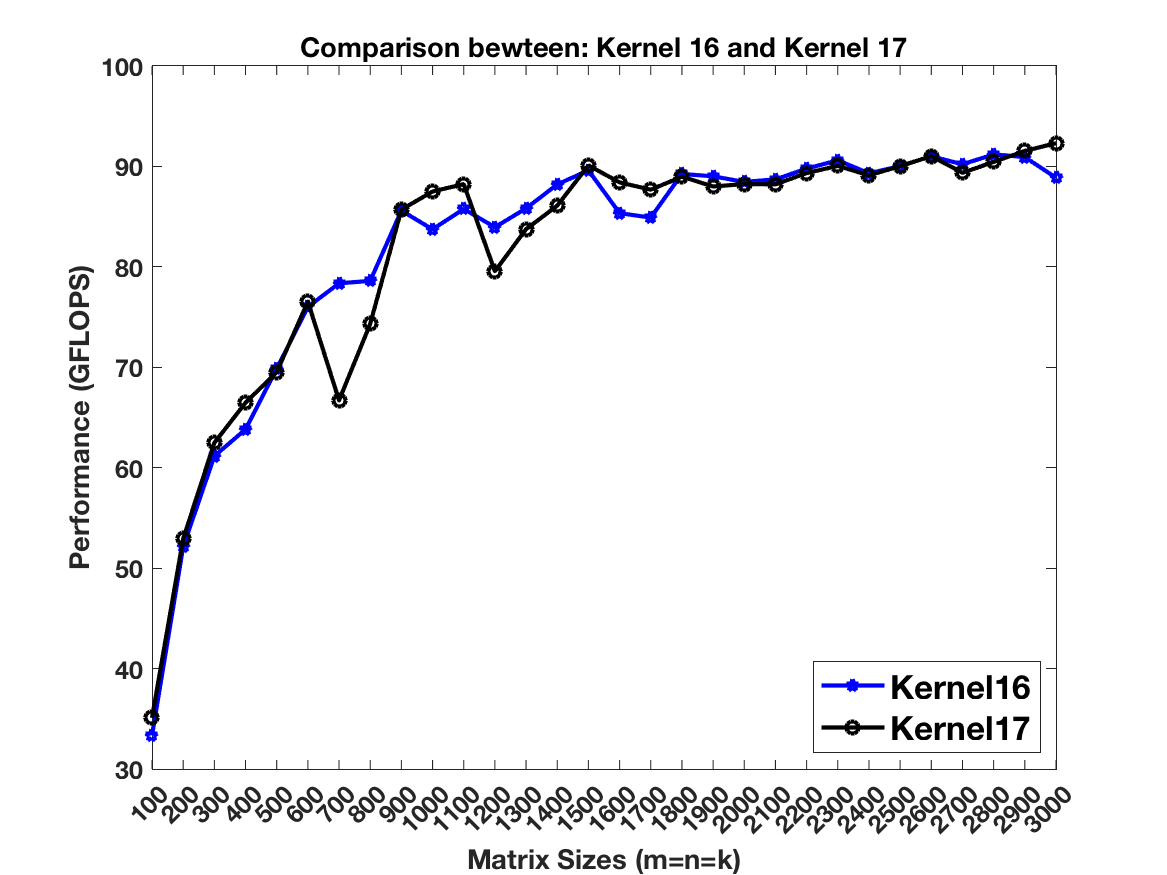 Comparison bewteen: Kernel 16 and Kernel 17
100
90
80
70
60
50
40
30
Performance (GFLOPS)
Kernel16
Kernel17
100 200 300 400 500 600 700 800 900 1000 1100 1200 1300 1400 1500 1600 1700 1800 1900 2000 2100 2200 2300 2400 2500 2600 2700 2800 2900 3000
Matrix Sizes (m=n=k)